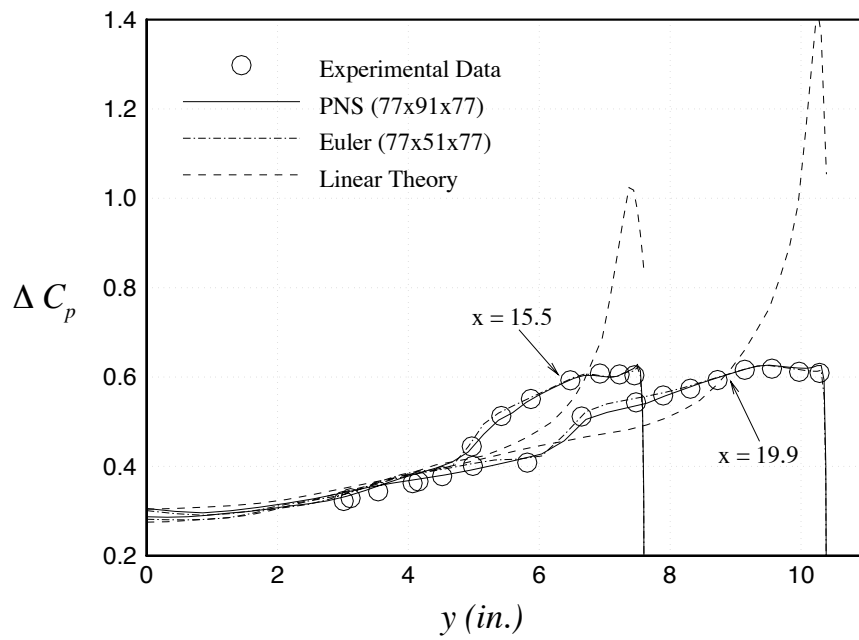 1.4
Experimental Data
PNS (77x91x77)
1.2
Euler (77x51x77)
Linear Theory
1.0
0.8
Δ Cp
x = 15.5
0.6
x = 19.9
0.4
0.2
0 2 4 6 8 10
y (in.)